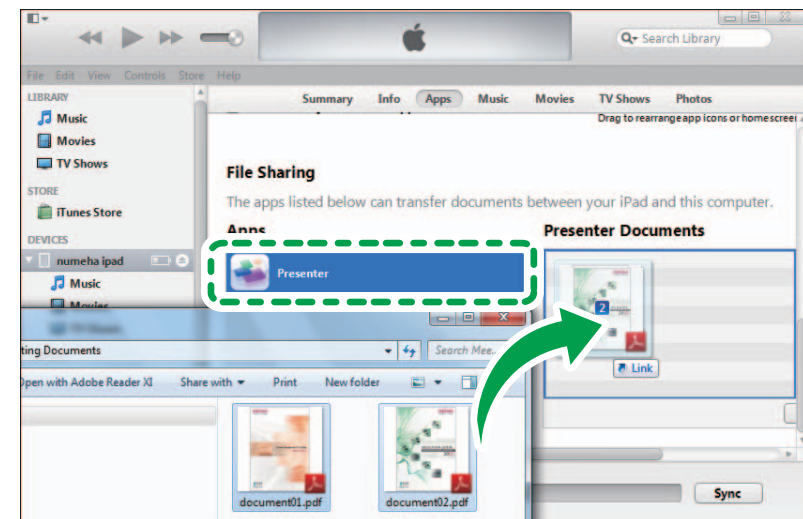 Search Library
File Edit View Controls Store Help
LIBRARY
Music
Movies
TV Shows
STORE
iTunes Store
DEVICES
numeha ipad
Music
Movies
Summary Info Apps Music Movies TV Shows Photos
Drag to rearrange app icons or home screen
File Sharing
The apps listed below can transfer documents between your iPad and this computer.
Apps
Presenter
Presenter Documents
2
Link
ting Documents
Search Mee..
Open with Adobe Reader XI Share with Print New folder
document01.pdf document02.pdf
Sync